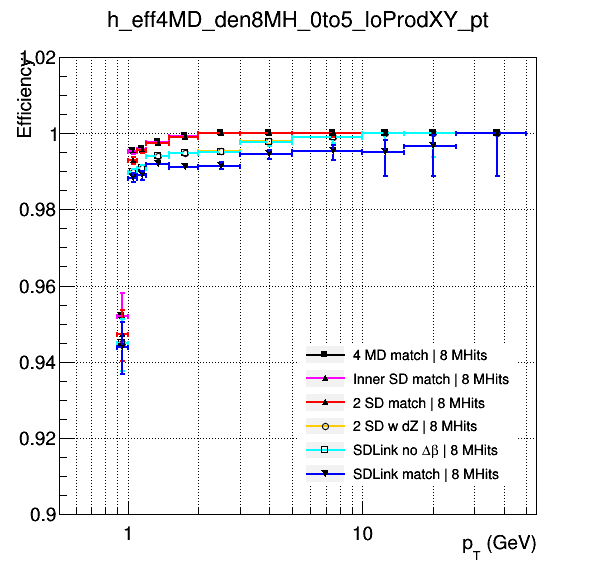 h_eff4MD_den8MH_0to5_loProdXY_pt
Efficiency
1.02
1
0.98
0.96
0.94
0.92
0.9
4 MD match | 8 MHits
Inner SD match | 8 MHits
2 SD match | 8 MHits
2 SD w dZ | 8 MHits
SDLink no Δβ | 8 MHits
SDLink match | 8 MHits
1
10
p_T (GeV)